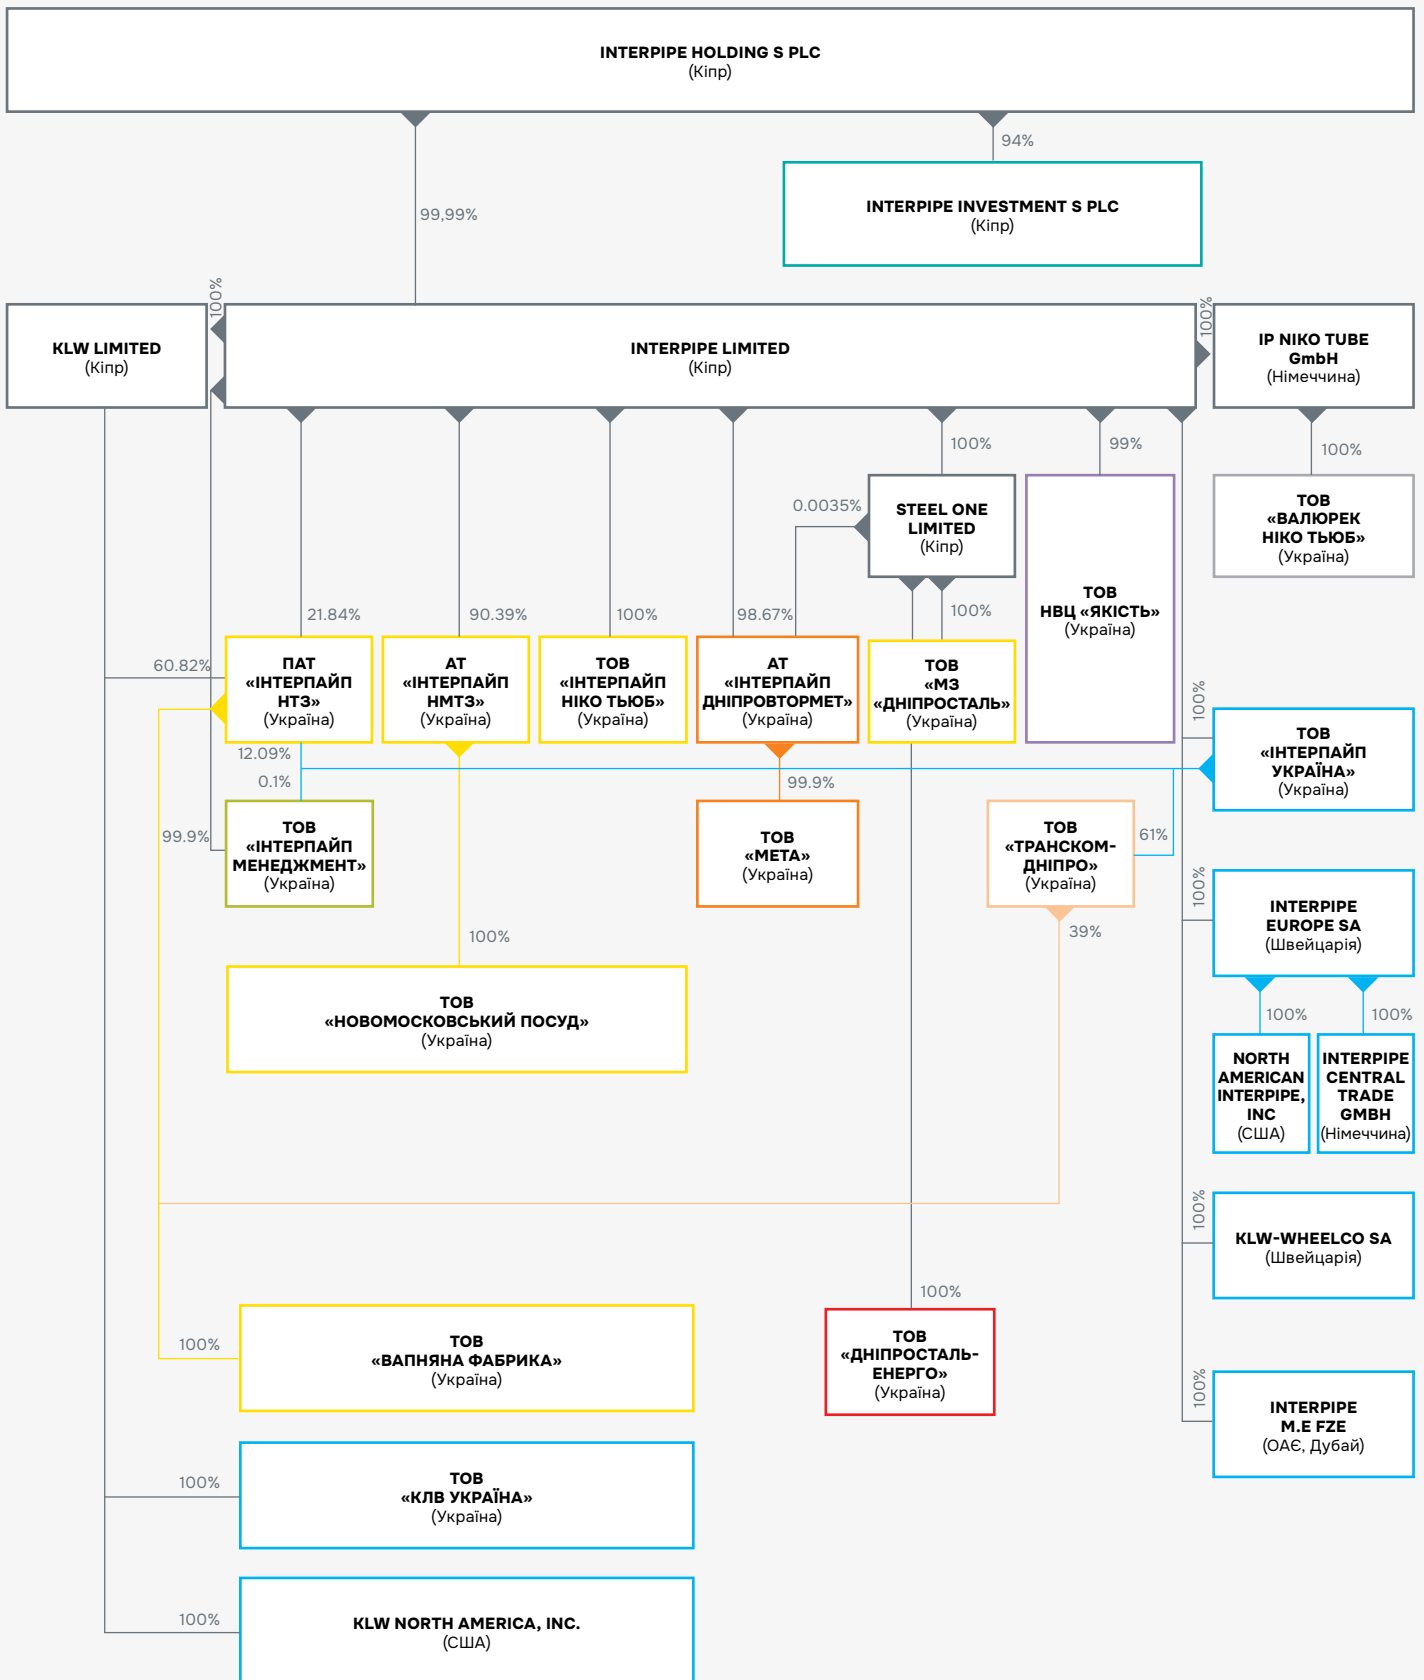 INTERPIPE HOLDING S PLC
(Кіпр)
94%
INTERPIPE INVESTMENT S PLC
(Кіпр)
99,99%
100%
100%
KLW LIMITED
(Кіпр)
INTERPIPE LIMITED
(Кіпр)
IP NIKO TUBE
GmbH
(Німеччина)
100%
99%
100%
0.0035%
STEEL ONE
LIMITED
(Кіпр)
ТОВ
«ВАЛЮРЕК
НІКО ТЬЮБ»
(Україна)
ТОВ
НВЦ «ЯКІСТЬ»
(Україна)
21.84%
90.39%
100%
98.67%
100%
60.82%
ПАТ
«ІНТЕРПАЙП
НТЗ»
(Україна)
АТ
«ІНТЕРПАЙП
НМТЗ»
(Україна)
ТОВ
«ІНТЕРПАЙП
НІКО ТЬЮБ»
(Україна)
АТ
«ІНТЕРПАЙП
ДНІПРОВТОРМЕТ»
(Україна)
ТОВ
«МЗ
«ДНІПРОСТАЛЬ»
(Україна)
100%
ТОВ
«ІНТЕРПАЙП
УКРАЇНА»
(Україна)
12.09%
0.1%
99.9%
99.9%
ТОВ
«ІНТЕРПАЙП
МЕНЕДЖМЕНТ»
(Україна)
ТОВ
«МЕТА»
(Україна)
ТОВ
«ТРАНСКОМ-
ДНІПРО»
(Україна)
61%
100%
INTERPIPE
EUROPE SA
(Швейцарія)
100%
39%
ТОВ
«НОВОМОСКОВСЬКИЙ ПОСУД»
(Україна)
100%
100%
NORTH
AMERICAN
INTERPIPE,
INC
(США)
INTERPIPE
CENTRAL
TRADE
GMBH
(Німеччина)
100%
KLW-WHEELCO SA
(Швейцарія)
100%
100%
ТОВ
«ВАПНЯНА ФАБРИКА»
(Україна)
ТОВ
«ДНІПРОСТАЛЬ-
ЕНЕРГО»
(Україна)
100%
INTERPIPE
M.E FZE
(ОАЄ, Дубай)
100%
ТОВ
«КЛВ УКРАЇНА»
(Україна)
100%
KLW NORTH AMERICA, INC.
(США)